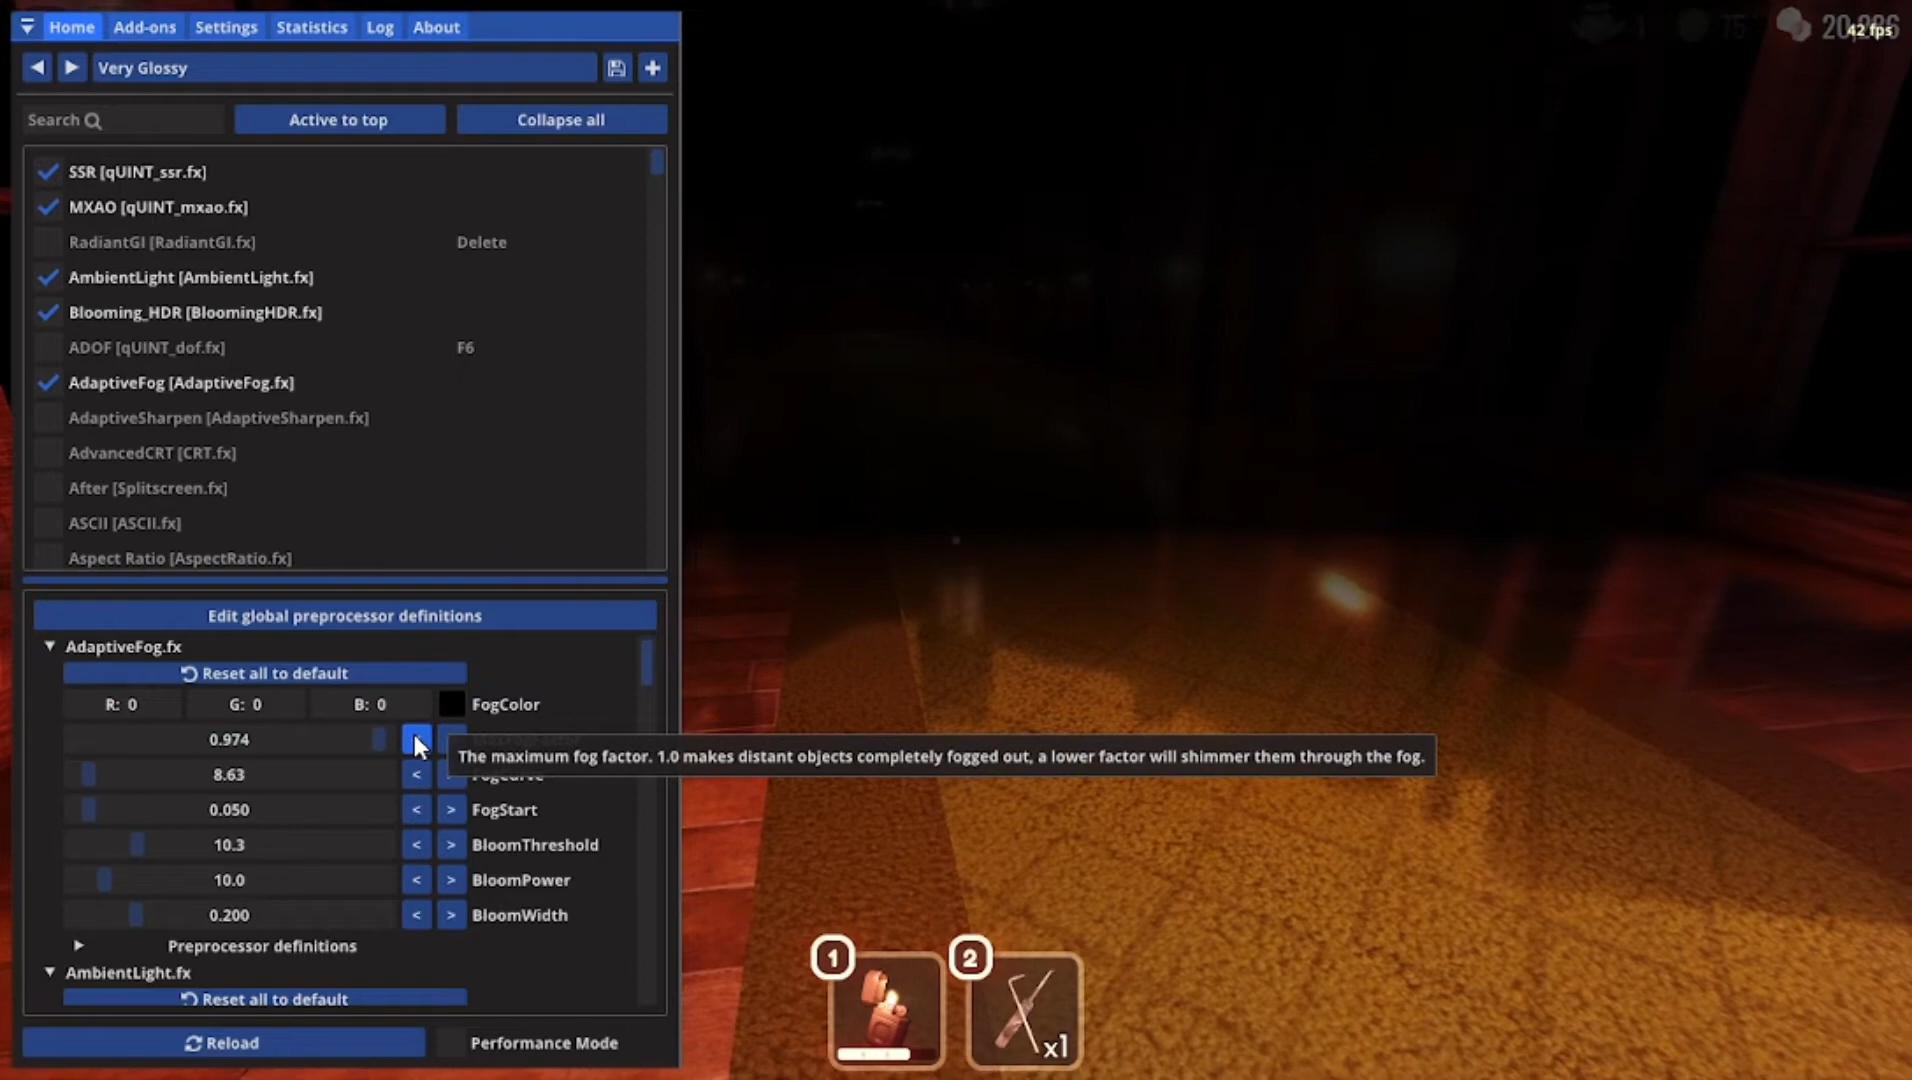 Home Add-ons Settings Statistics Log About
Very Glossy
Search Active to top Collapse all
SSR [qUINT_ssr.fx]
MXAO [qUINT_mxao.fx]
RadiantGI [RadiantGI.fx] Delete
AmbientLight [AmbientLight.fx]
Blooming_HDR [BloomingHDR.fx]
ADOF [qUINT_dof.fx] F6
AdaptiveFog [AdaptiveFog.fx]
AdaptiveSharpen [AdaptiveSharpen.fx]
AdvancedCRT [CRT.fx]
After [Splitscreen.fx]
ASCII [ASCII.fx]
Aspect Ratio [AspectRatio.fx]
Edit global preprocessor definitions
AdaptiveFog.fx
Reset all to default
R: 0 G: 0 B: 0 FogColor
0.974
The maximum fog factor. 1.0 makes distant objects completely fogged out, a lower factor will shimmer them through the fog.
8.63 < FogCurve
0.050 < > FogStart
10.3 < > BloomThreshold
10.0 < > BloomPower
0.200 < > BloomWidth
Preprocessor definitions
AmbientLight.fx
Reset all to default
Reload Performance Mode
1 75
42 fps
1 2
x1